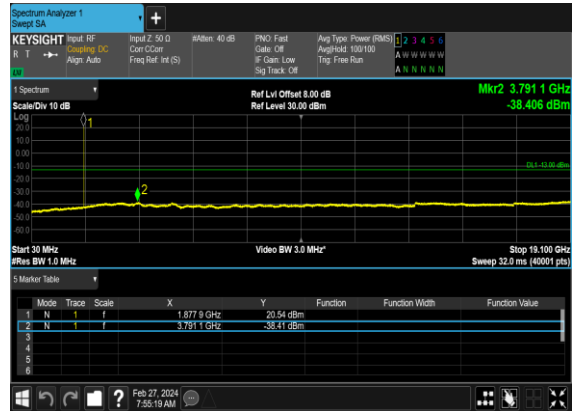 Spectrum Analyzer 1
Swept SA
+
KEYSIGHT Input: RF Input Z: 50 Ω #Atten: 40 dB PNO: Fast Avg Type: Power (RMS) 1 2 3 4 5 6
R T Coupling: DC Corr CCorr Gate: Off Avg|Hold: 100/100 A W W W W W
Align: Auto Freq Ref: Int (S) IF Gain: Low Trig: Free Run
LW Sig Track: Off A N N N N N
1 Spectrum Ref Lvl Offset 8.00 dB Mkr2 3.791 1 GHz
Scale/Div 10 dB Ref Level 30.00 dBm -38.406 dBm
Log
20.0
10.0
0.00
-10.0
-20.0
-30.0
-40.0
-50.0
-60.0
1
2
DL1 -13.00 dBm
Start 30 MHz Video BW 3.0 MHz* Stop 19.100 GHz
#Res BW 1.0 MHz Sweep 32.0 ms (40001 pts)
5 Marker Table
Mode Trace Scale X Y Function Function Width Function Value
1 N 1 f 1.877 9 GHz 20.54 dBm
2 N 1 f 3.791 1 GHz -38.41 dBm
3
4
5
6
? Feb 27, 2024
7:55:19 AM